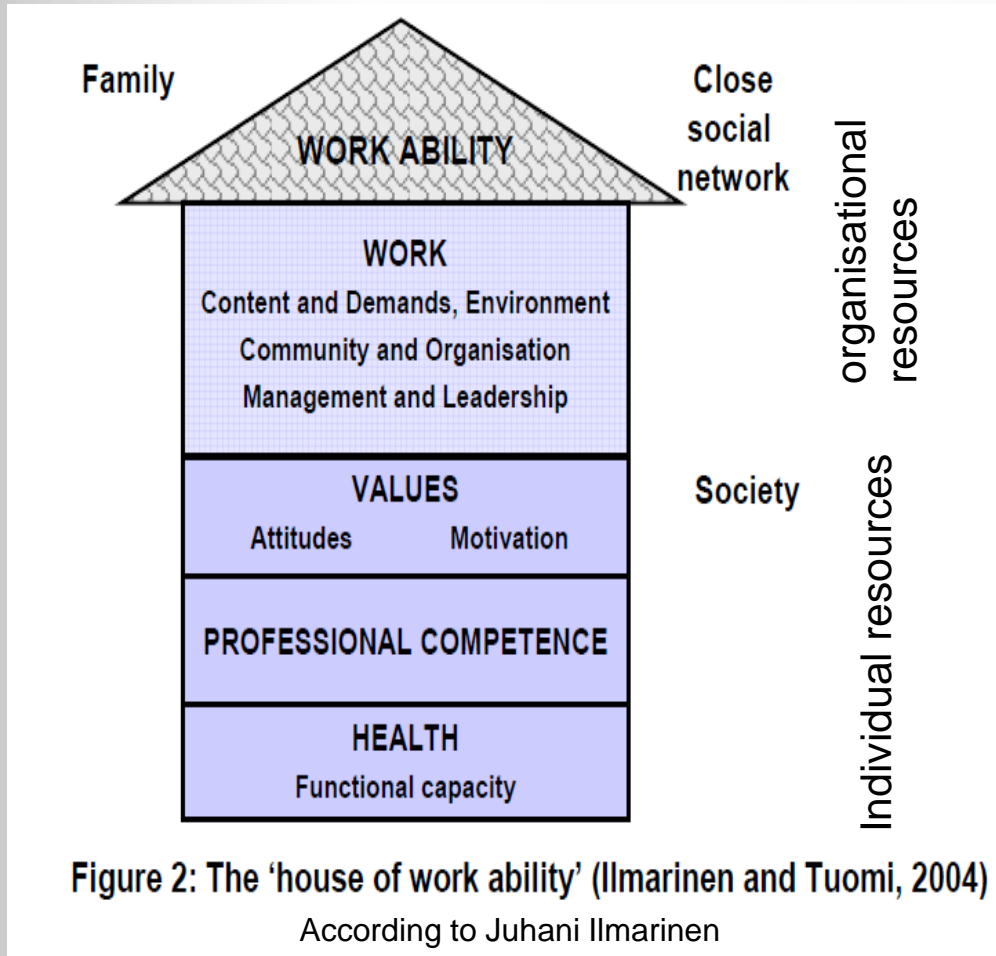 Family
Close
social
network
WORK ABILITY
WORK
Content and Demands, Environment
Community and Organisation
Management and Leadership
organisational
resources
VALUES
Attitudes Motivation
Society
PROFESSIONAL COMPETENCE
HEALTH
Functional capacity
Individual resources
Figure 2: The ‘house of work ability’ (Ilmarinen and Tuomi, 2004)
According to Juhani Ilmarinen